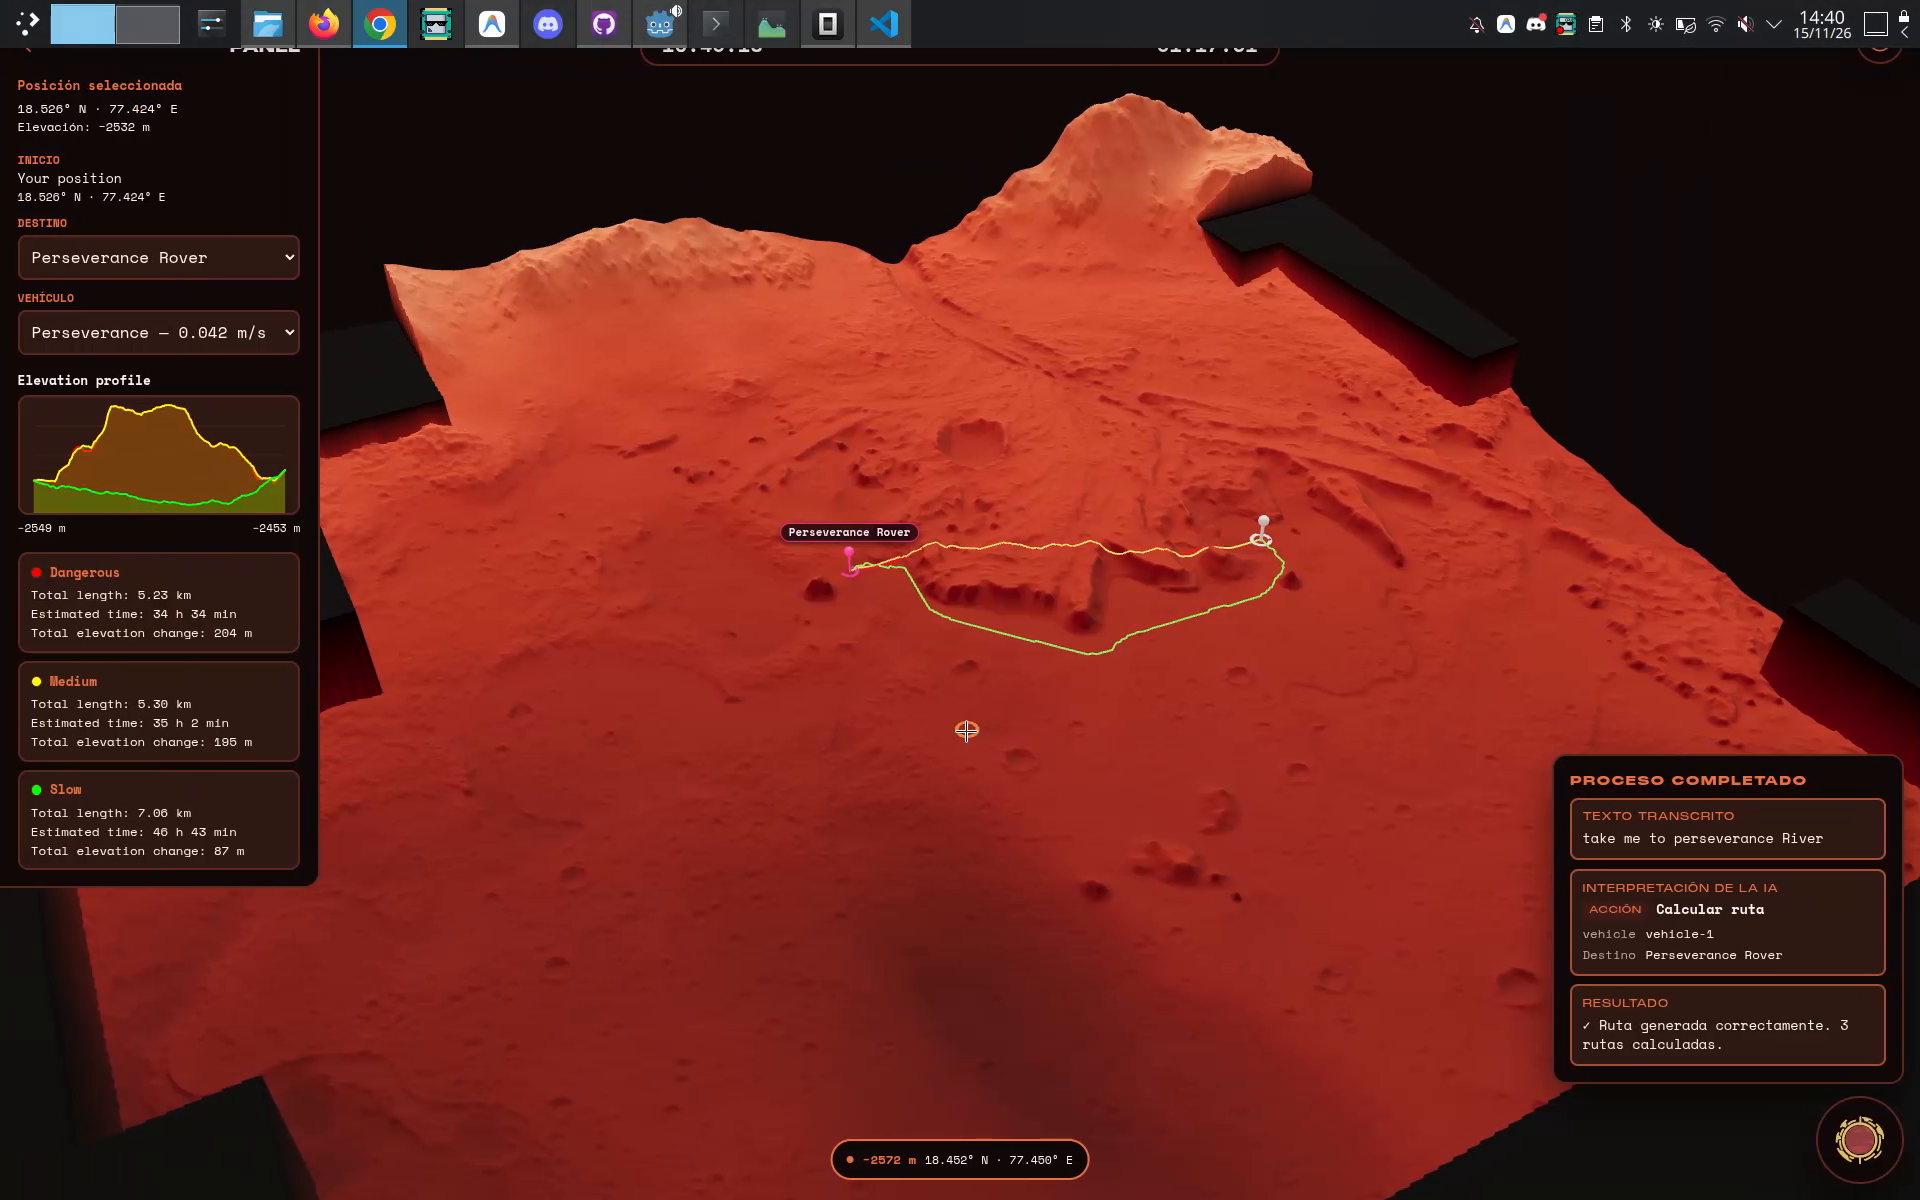 14:40
15/11/26
PANEL
Posición seleccionada
18.526° N · 77.424° E
Elevación: -2532 m
INICIO
Your position
18.526° N · 77.424° E
DESTINO
Perseverance Rover
VEHÍCULO
Perseverance — 0.042 m/s
Elevation profile
-2549 m
-2453 m
Dangerous
Total length: 5.23 km
Estimated time: 34 h 34 min
Total elevation change: 204 m
Medium
Total length: 5.30 km
Estimated time: 35 h 2 min
Total elevation change: 195 m
Slow
Total length: 7.06 km
Estimated time: 46 h 43 min
Total elevation change: 87 m
Perseverance Rover
PROCESO COMPLETADO
TEXTO TRANSCRITO
take me to perseverance River
INTERPRETACIÓN DE LA IA
ACCIÓN Calcular ruta
vehicle vehicle-1
Destino Perseverance Rover
RESULTADO
✓ Ruta generada correctamente. 3
rutas calculadas.
-2572 m 18.452° N · 77.450° E